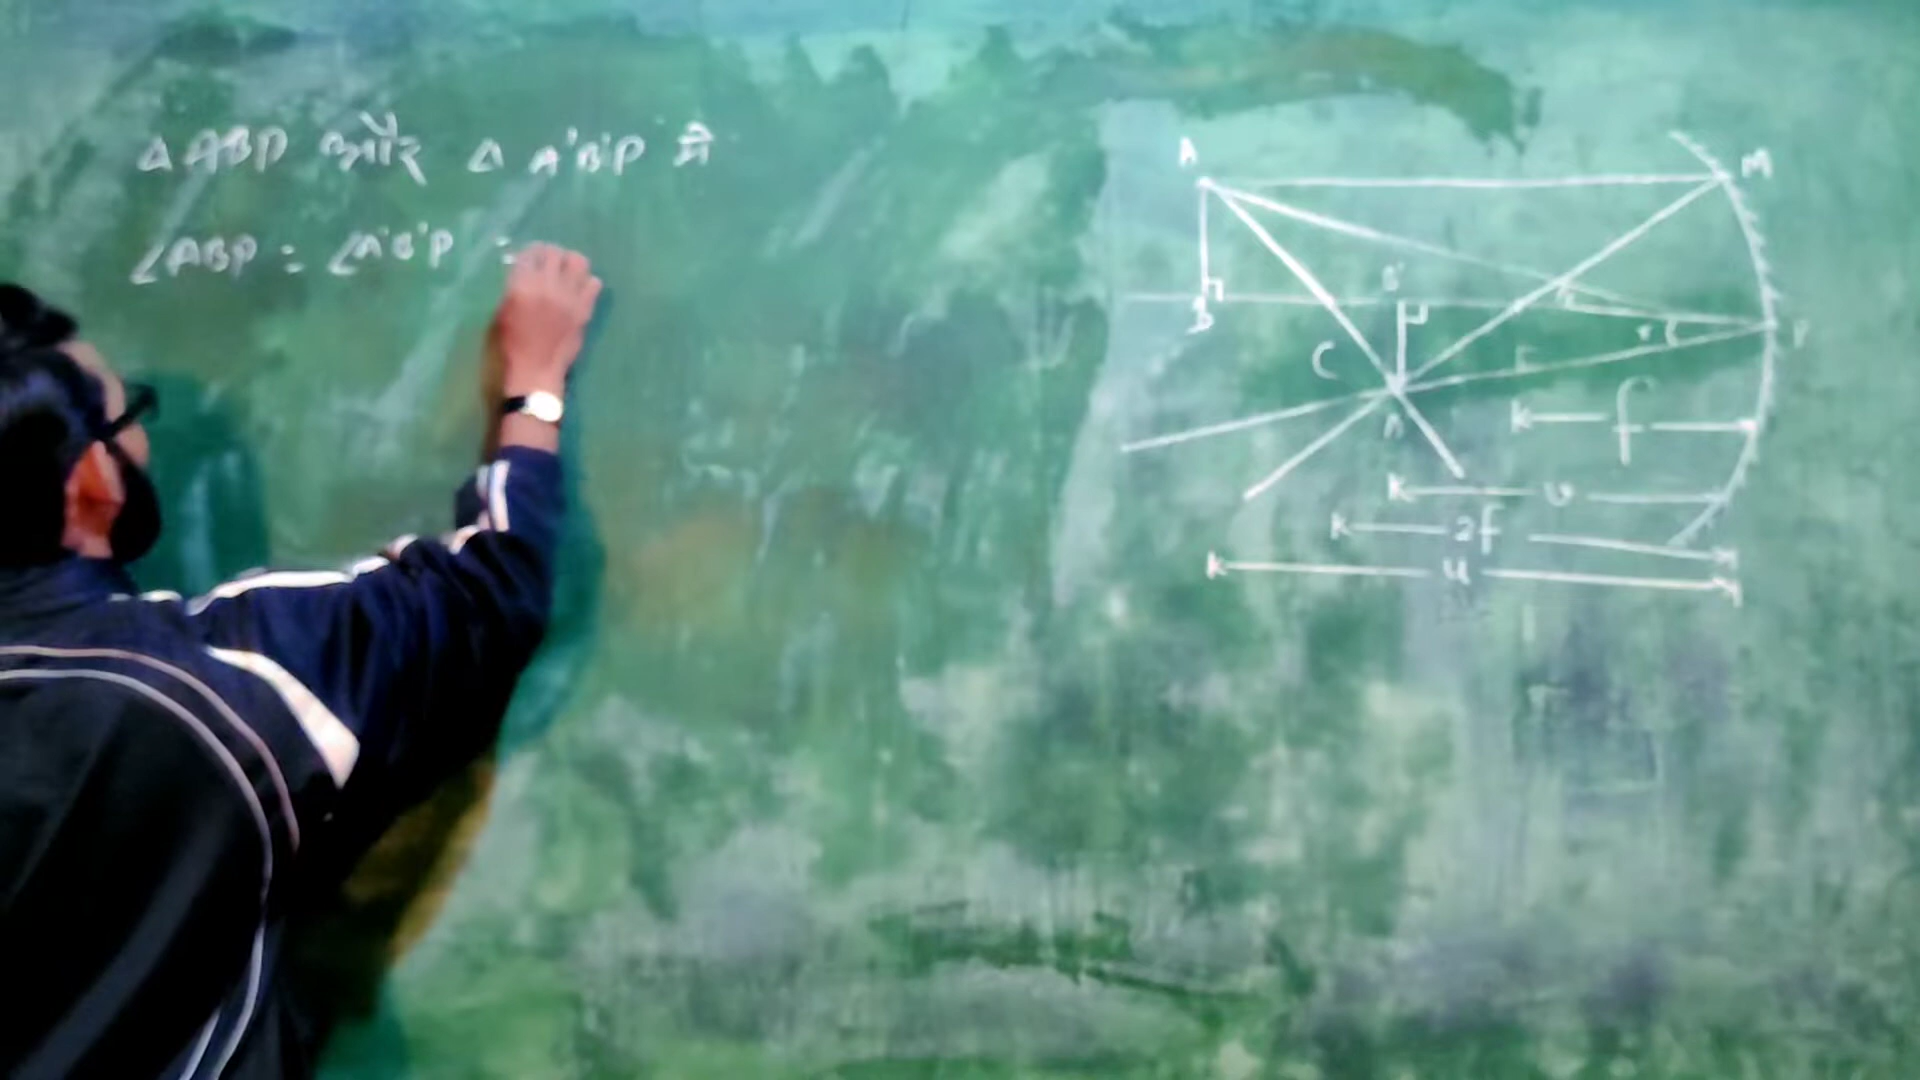 Δ ABP और Δ A'B'P में
∠ABP = ∠A'B'P =
A
M
B
B'
C
F
P
A'
f
v
2f
u